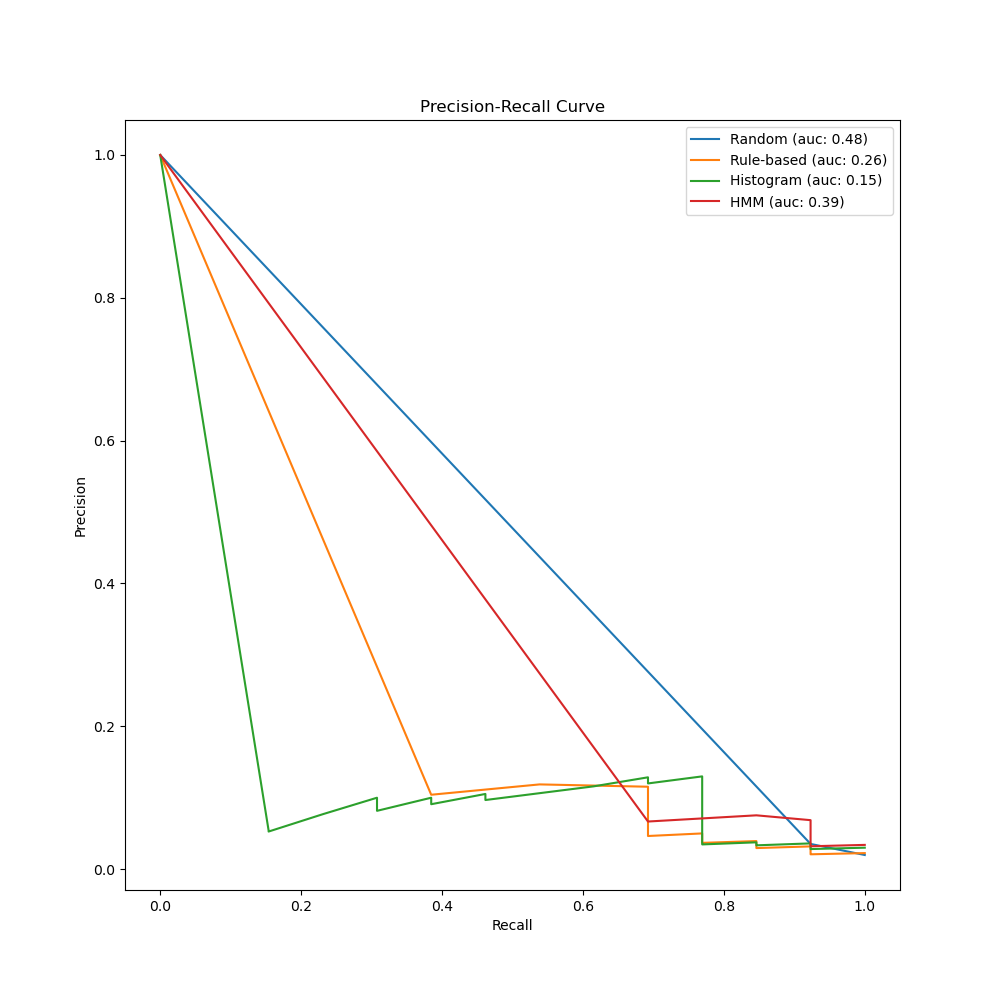 Precision-Recall Curve
Random (auc: 0.48)
Rule-based (auc: 0.26)
Histogram (auc: 0.15)
HMM (auc: 0.39)
1.0
0.8
0.6
0.4
0.2
0.0
Precision
0.0 0.2 0.4 0.6 0.8 1.0
Recall